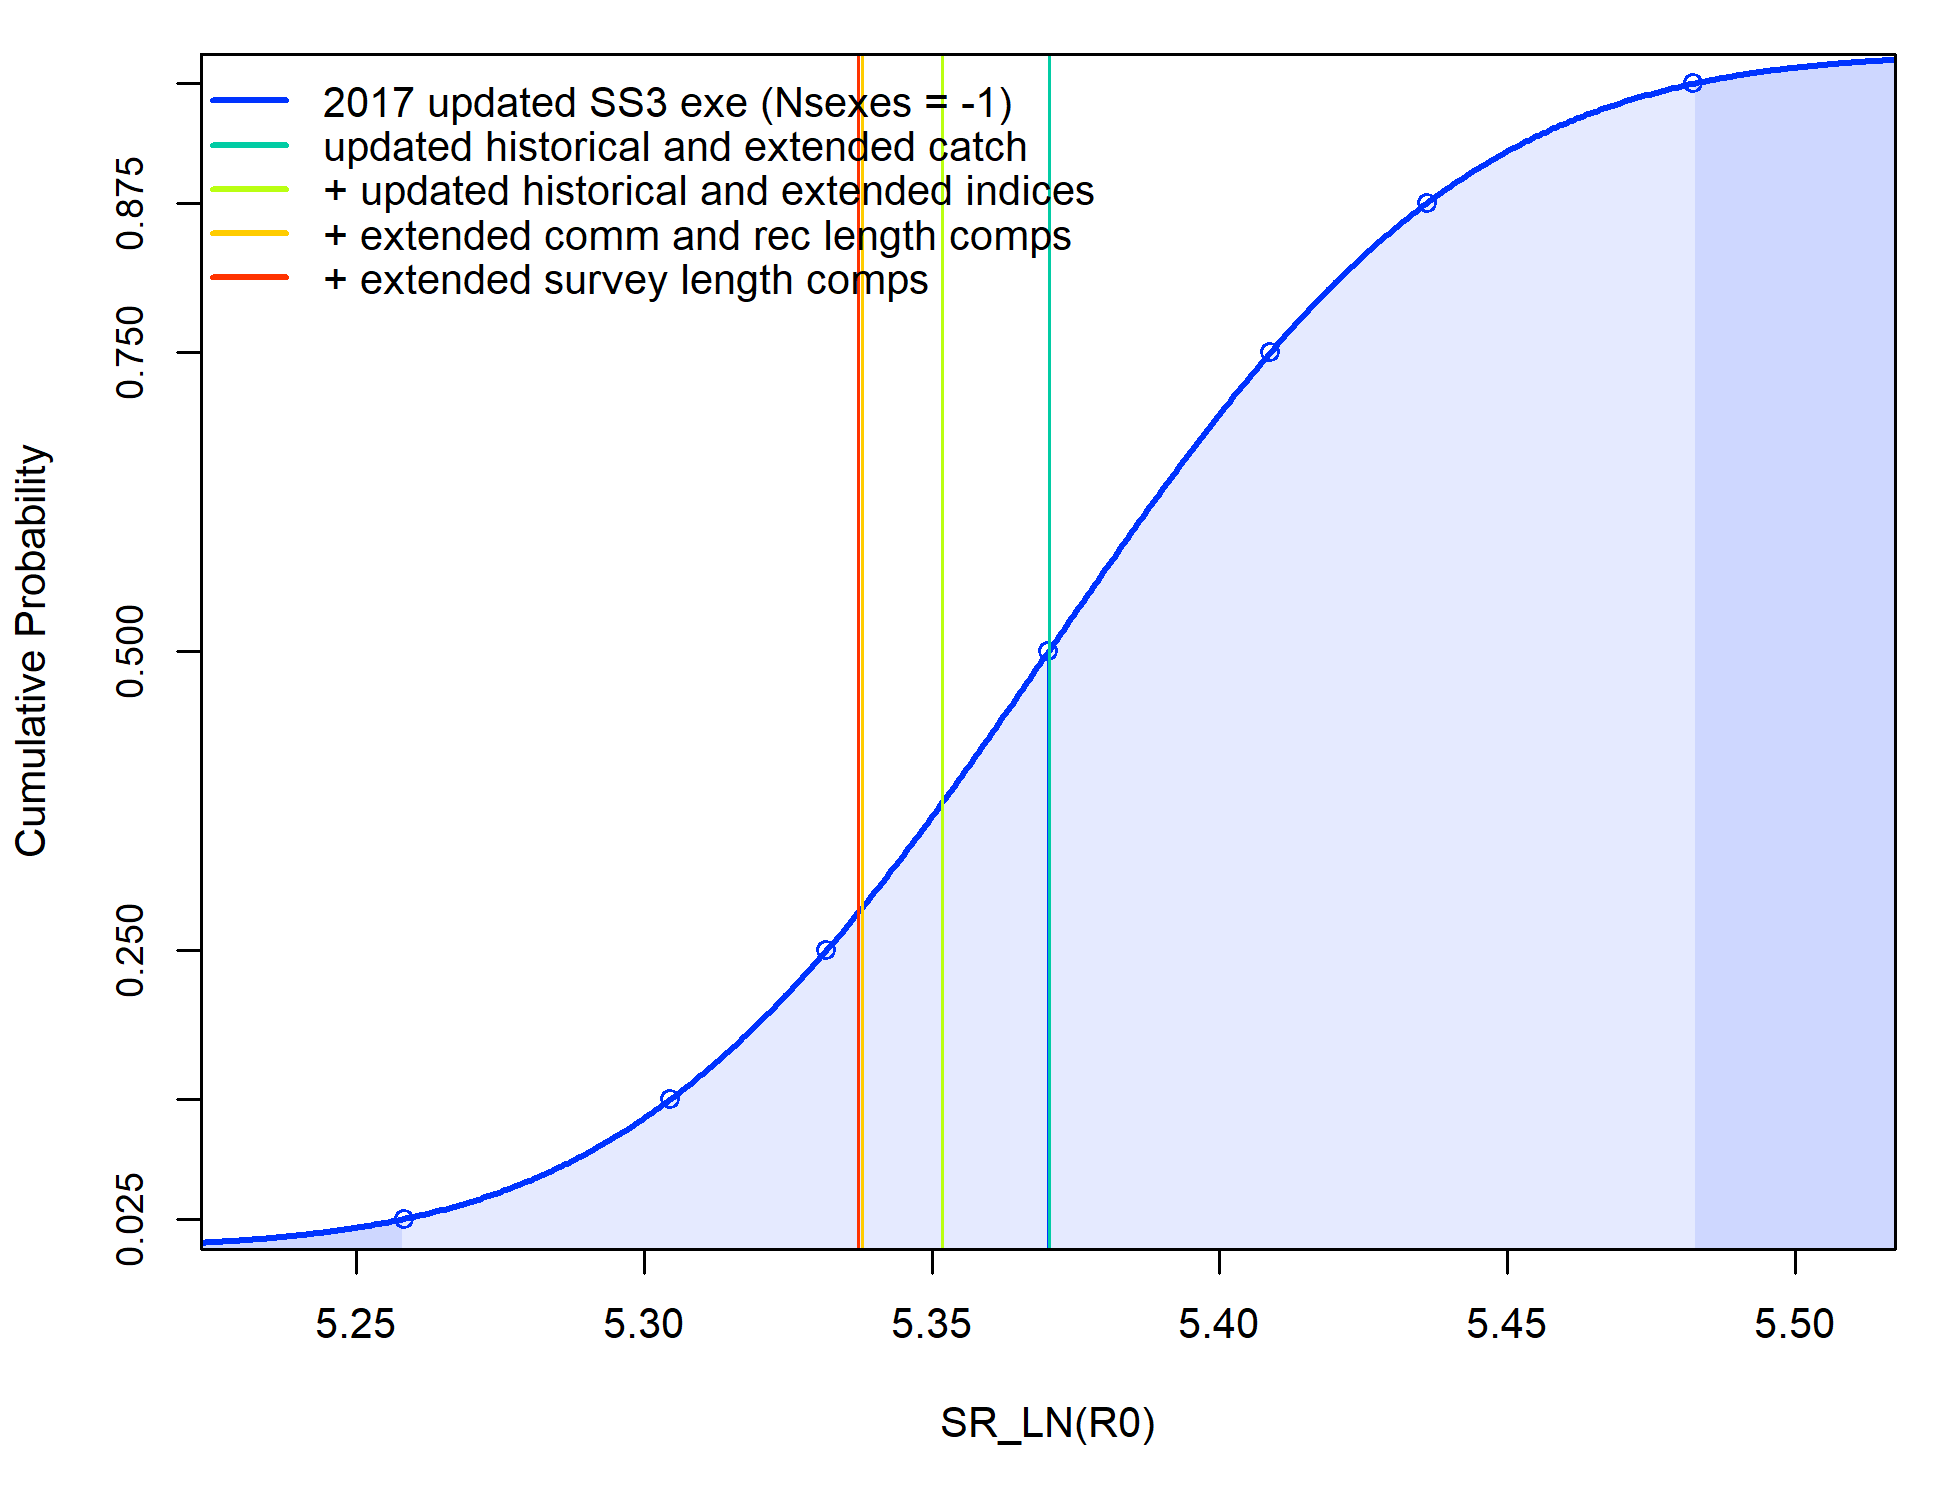 2017 updated SS3 exe (Nsexes = -1)
updated historical and extended catch
+ updated historical and extended indices
+ extended comm and rec length comps
+ extended survey length comps
Cumulative Probability
0.875
0.750
0.500
0.250
0.025
5.25 5.30 5.35 5.40 5.45 5.50
SR_LN(R0)